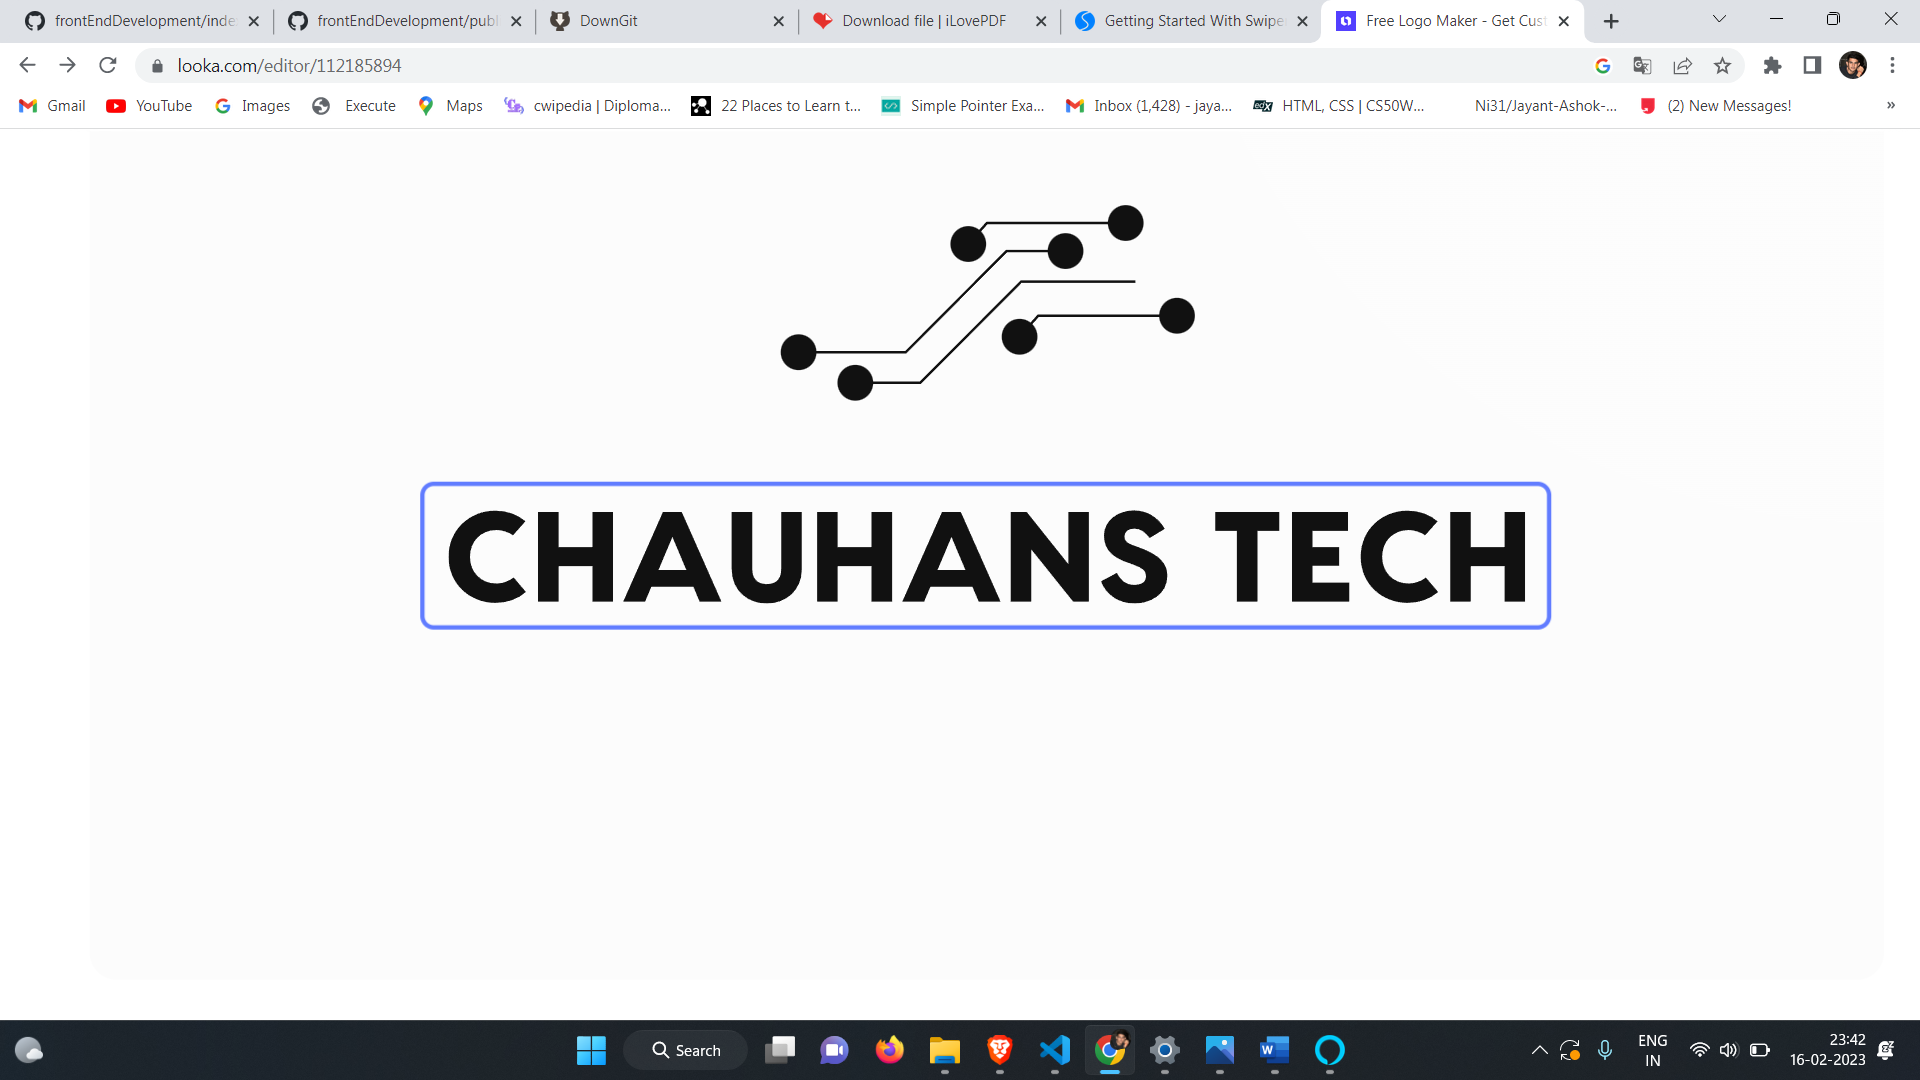 frontEndDevelopment/inde
frontEndDevelopment/publ
DownGit
Download file | iLovePDF
Getting Started With Swipe
Free Logo Maker - Get Cust
looka.com/editor/112185894
Gmail
YouTube
Images
Execute
Maps
cwipedia | Diploma...
22 Places to Learn t...
Simple Pointer Exa...
Inbox (1,428) - jaya...
HTML, CSS | CS50W...
Ni31/Jayant-Ashok-...
(2) New Messages!
»
CHAUHANS TECH
Search
ENG
IN
23:42
16-02-2023